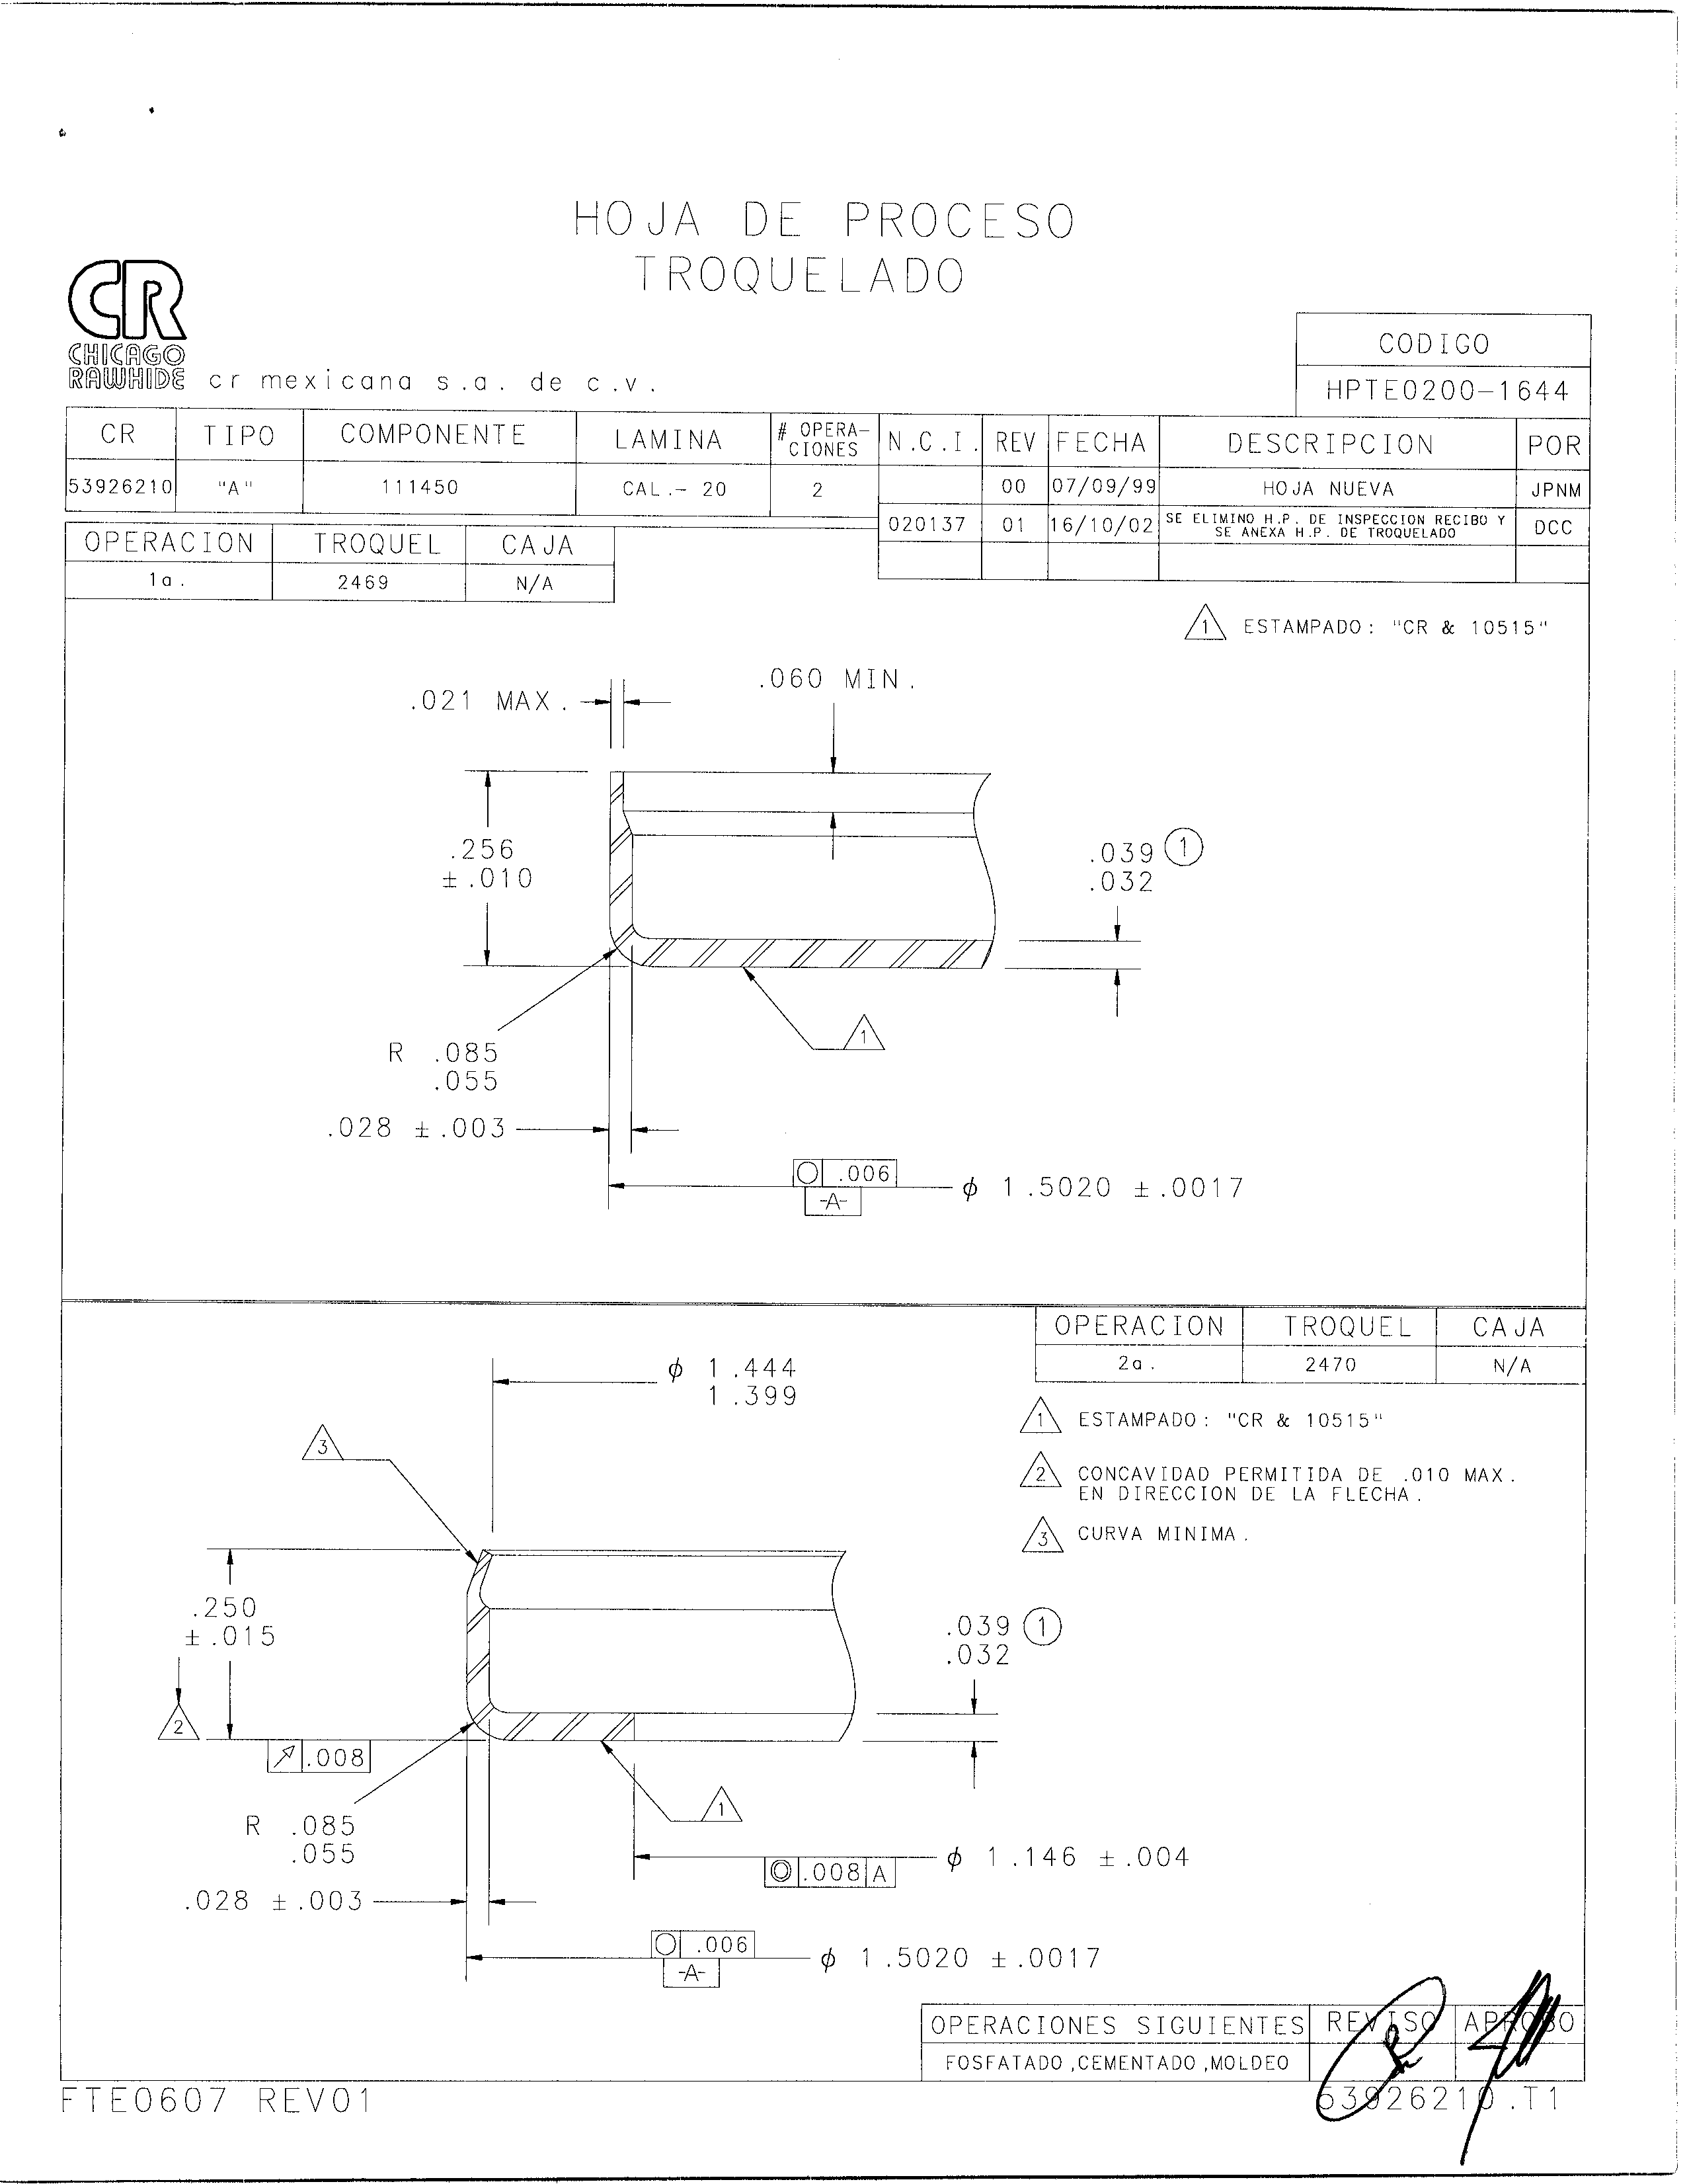 HOJA DE PROCESO
TROQUELADO
CR
CHICAGO
RAWHIDE
cr mexicana s.a. de c.v.
CODIGO
HPTE0200-1644
CR TIPO COMPONENTE LAMINA # OPERA-
CIONES
53926210 "A" 111450 CAL.- 20 2
N.C.I. REV FECHA DESCRIPCION POR
00 07/09/99 HOJA NUEVA JPNM
020137 01 16/10/02 SE ELIMINO H.P. DE INSPECCION RECIBO Y
SE ANEXA H.P. DE TROQUELADO DCC
OPERACION TROQUEL CAJA
1a. 2469 N/A
1 ESTAMPADO: "CR & 10515"
.060 MIN.
.021 MAX.
.256
±.010
.039 1
.032
1
R .085
.055
.028 ±.003
○ .006
-A-
φ 1.5020 ±.0017
OPERACION TROQUEL CAJA
2a. 2470 N/A
φ 1.444
1.399
1 ESTAMPADO: "CR & 10515"
2 CONCAVIDAD PERMITIDA DE .010 MAX.
EN DIRECCION DE LA FLECHA.
3 CURVA MINIMA.
3
.250
±.015
.039 1
.032
2
↗ .008
1
R .085
.055
◎ .008 A
φ 1.146 ±.004
.028 ±.003
○ .006
-A-
φ 1.5020 ±.0017
OPERACIONES SIGUIENTES REVISO APROBO
FOSFATADO,CEMENTADO,MOLDEO
FTE0607 REV01
53926210.T1